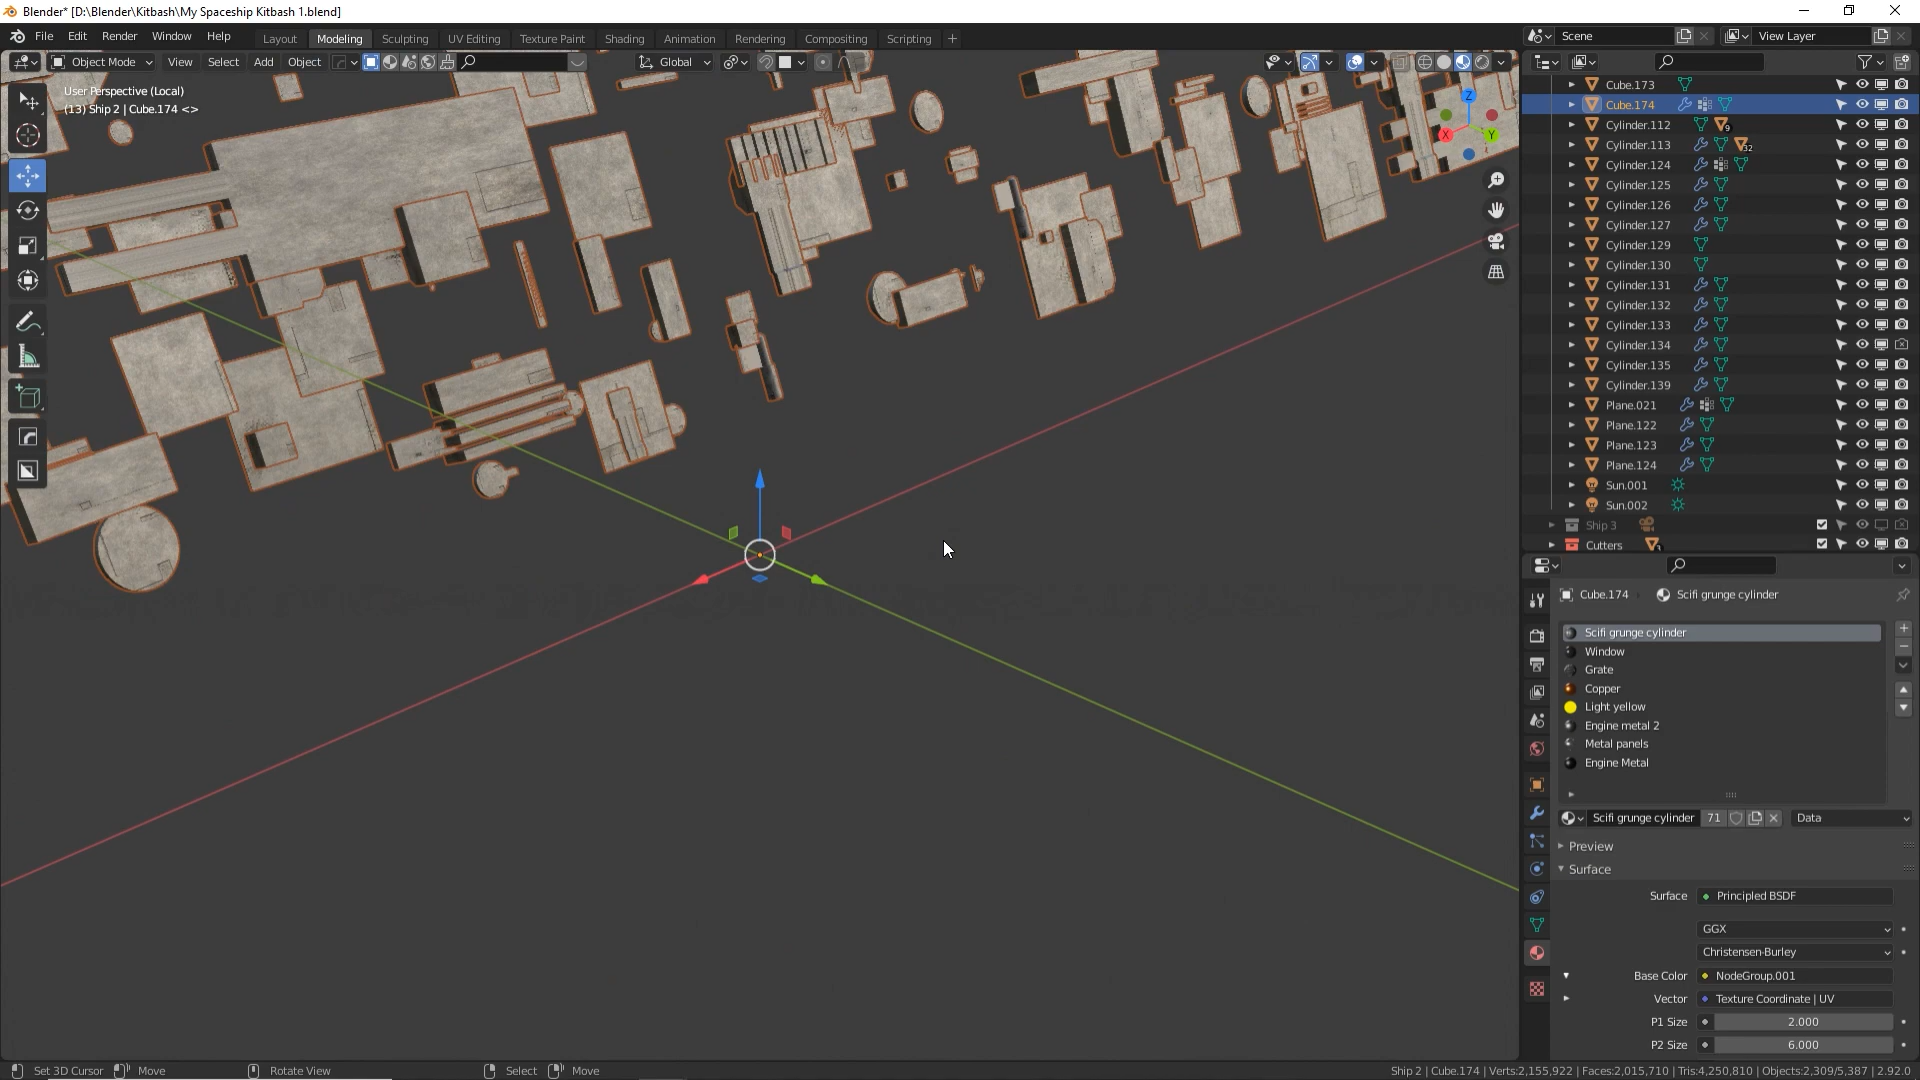 Blender* [D:\Blender\Kitbash\My Spaceship Kitbash 1.blend]
File Edit Render Window Help
Layout Modeling Sculpting UV Editing Texture Paint Shading Animation Rendering Compositing Scripting +
Scene
View Layer
Object Mode View Select Add Object
Global
User Perspective (Local)
(13) Ship 2 | Cube.174 <>
Z
X
Y
Cube.173
Cube.174
Cylinder.112 9
Cylinder.113 32
Cylinder.124
Cylinder.125
Cylinder.126
Cylinder.127
Cylinder.129
Cylinder.130
Cylinder.131
Cylinder.132
Cylinder.133
Cylinder.134
Cylinder.135
Cylinder.139
Plane.021
Plane.122
Plane.123
Plane.124
Sun.001
Sun.002
Ship 3
Cutters
Cube.174 Scifi grunge cylinder
Scifi grunge cylinder
Window
Grate
Copper
Light yellow
Engine metal 2
Metal panels
Engine Metal
Scifi grunge cylinder 71 Data
Preview
Surface
Surface Principled BSDF
GGX
Christensen-Burley
Base Color NodeGroup.001
Vector Texture Coordinate | UV
P1 Size 2.000
P2 Size 6.000
Set 3D Cursor Move Rotate View Select Move
Ship 2 | Cube.174 | Verts:2,155,922 | Faces:2,015,710 | Tris:4,250,810 | Objects:2,309/5,387 | 2.92.0